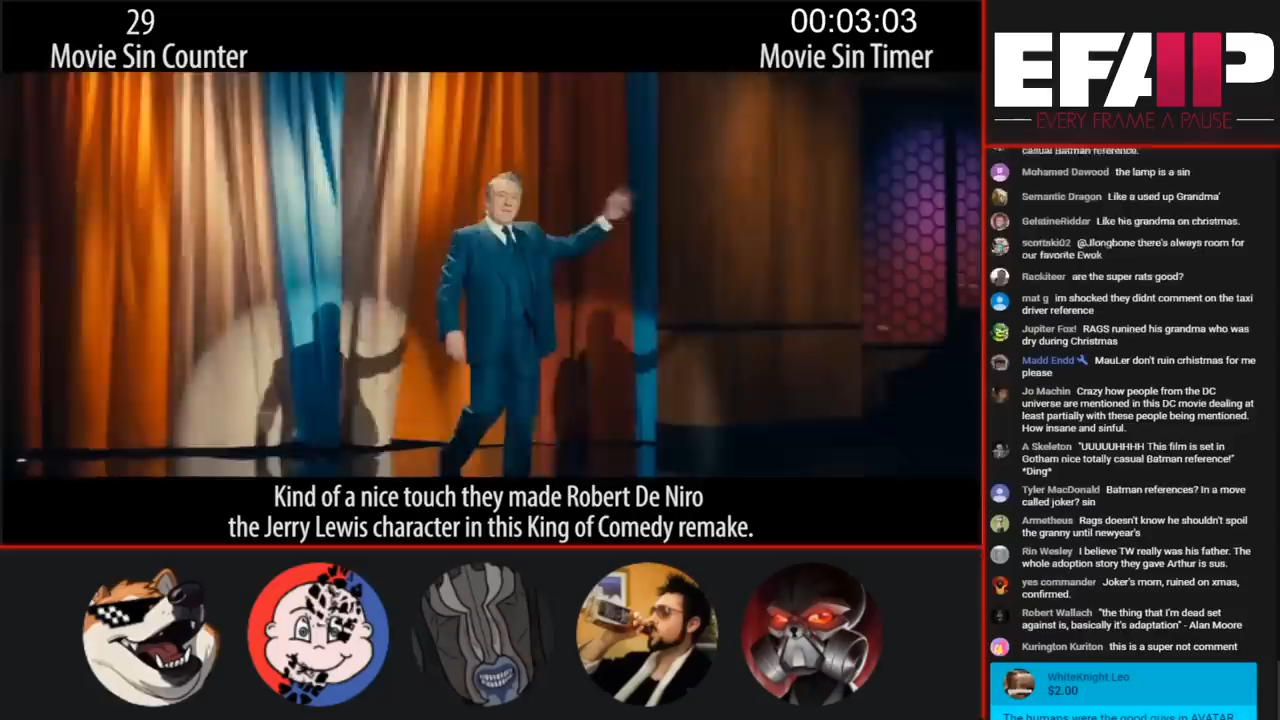 29
Movie Sin Counter
00:03:03
Movie Sin Timer
EFAP
EVERY FRAME A PAUSE
casual Batman reference.
Mohamed Dawood the lamp is a sin
Semantic Dragon Like a used up Grandma'
GelatineRiddar Like his grandma on christmas.
scottski02 @Jlongbone there's always room for
our favorite Ewok
Rackiteer are the super rats good?
mat g im shocked they didnt comment on the taxi
driver reference
Jupiter Fox! RAGS runined his grandma who was
dry during Christmas
Madd Endd MauLer don't ruin crhistmas for me
please
Jo Machin Crazy how people from the DC
universe are mentioned in this DC movie dealing at
least partially with these people being mentioned.
How insane and sinful.
A Skeleton "UUUUUHHHH This film is set in
Gotham nice totally casual Batman reference!"
*Ding*
Tyler MacDonald Batman references? In a move
called joker? sin
Armetheus Rags doesn't know he shouldn't spoil
the granny until newyear's
Rin Wesley I believe TW really was his father. The
whole adoption story they gave Arthur is sus.
yes commander Joker's mom, ruined on xmas,
confirmed.
Robert Wallach "the thing that I'm dead set
against is, basically it's adaptation" - Alan Moore
Kurington Kuriton this is a super not comment
WhiteKnight Leo
$2.00
The humans were the good guys in AVATAR
Kind of a nice touch they made Robert De Niro
the Jerry Lewis character in this King of Comedy remake.